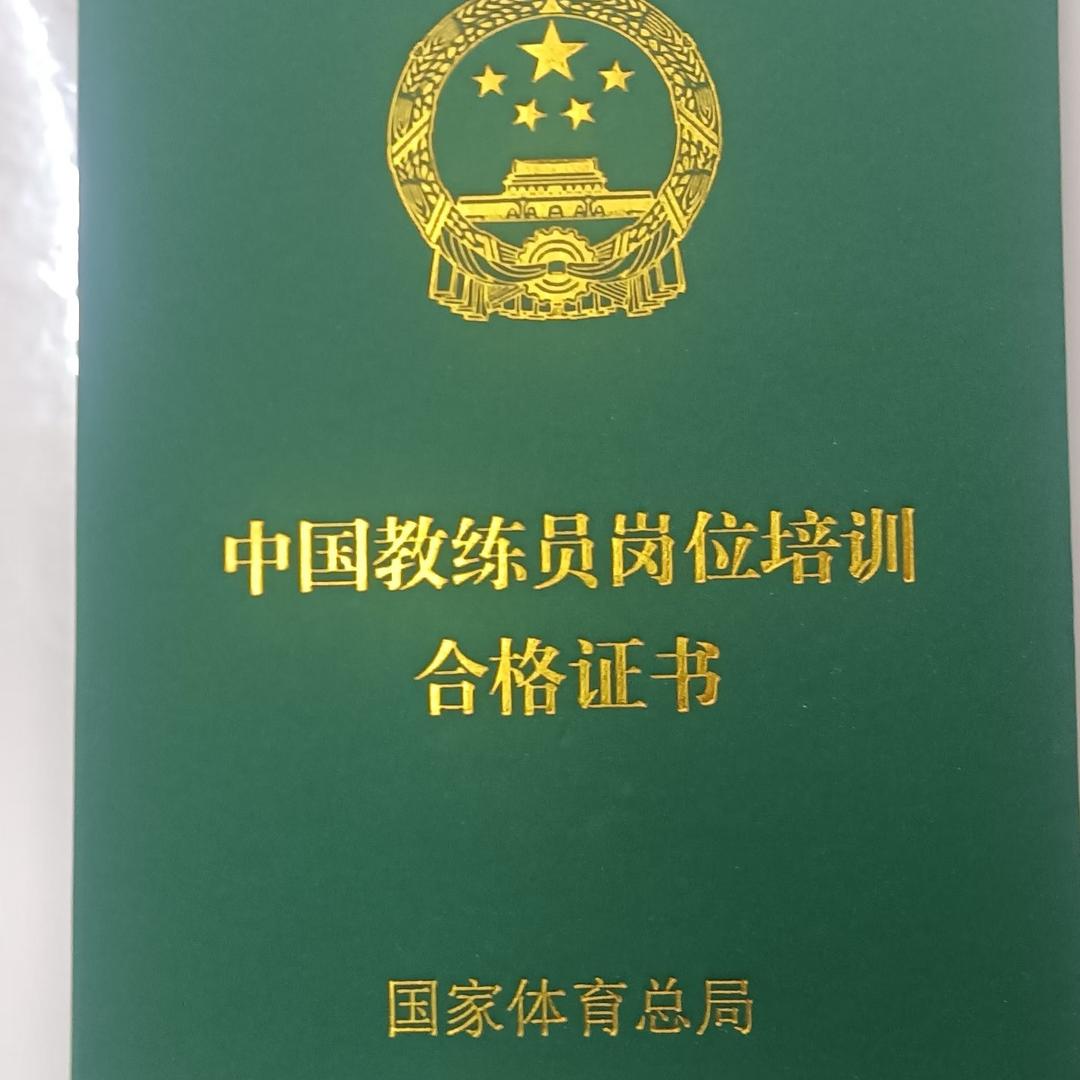 中国教练员岗位培训
合格证书
国家体育总局